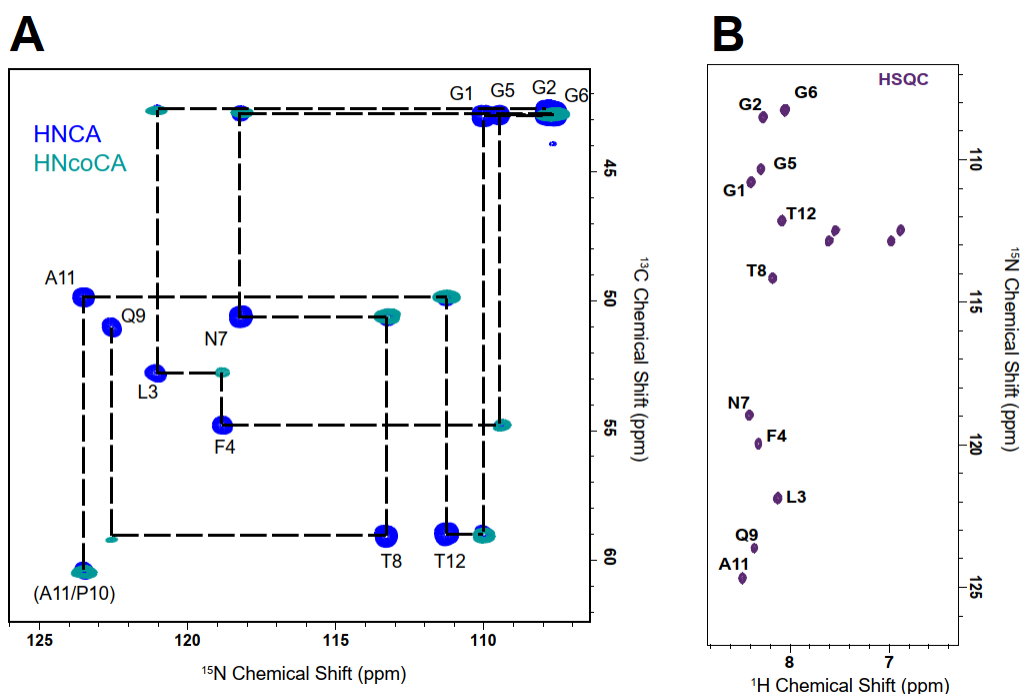 A
B
G1
G5
G2
G6
HNCA
HNcoCA
A11
Q9
N7
L3
F4
T8
T12
(A11/P10)
45
50
55
60
¹³C Chemical Shift (ppm)
125
120
115
110
¹⁵N Chemical Shift (ppm)
HSQC
G2
G6
G5
G1
T12
T8
N7
F4
L3
Q9
A11
110
115
120
125
¹⁵N Chemical Shift (ppm)
8
7
¹H Chemical Shift (ppm)